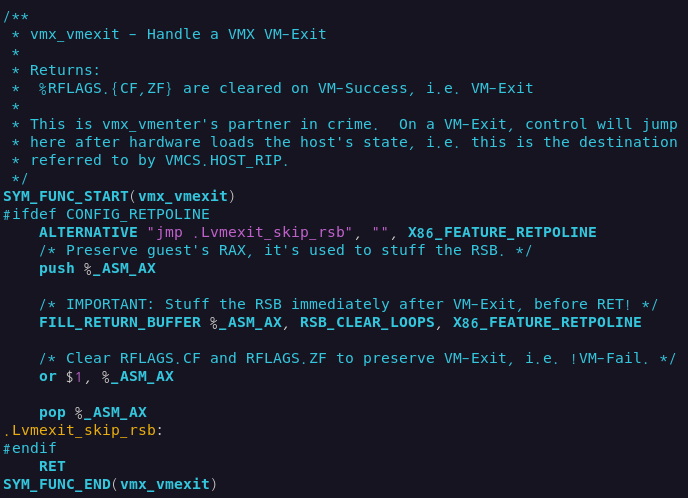 /**
 * vmx_vmexit - Handle a VMX VM-Exit
 *
 * Returns:
 *  %RFLAGS.{CF,ZF} are cleared on VM-Success, i.e. VM-Exit
 *
 * This is vmx_vmenter's partner in crime.  On a VM-Exit, control will jump
 * here after hardware loads the host's state, i.e. this is the destination
 * referred to by VMCS.HOST_RIP.
 */
SYM_FUNC_START(vmx_vmexit)
#ifdef CONFIG_RETPOLINE
    ALTERNATIVE "jmp .Lvmexit_skip_rsb", "", X86_FEATURE_RETPOLINE
    /* Preserve guest's RAX, it's used to stuff the RSB. */
    push %_ASM_AX

    /* IMPORTANT: Stuff the RSB immediately after VM-Exit, before RET! */
    FILL_RETURN_BUFFER %_ASM_AX, RSB_CLEAR_LOOPS, X86_FEATURE_RETPOLINE

    /* Clear RFLAGS.CF and RFLAGS.ZF to preserve VM-Exit, i.e. !VM-Fail. */
    or $1, %_ASM_AX

    pop %_ASM_AX
.Lvmexit_skip_rsb:
#endif
    RET
SYM_FUNC_END(vmx_vmexit)